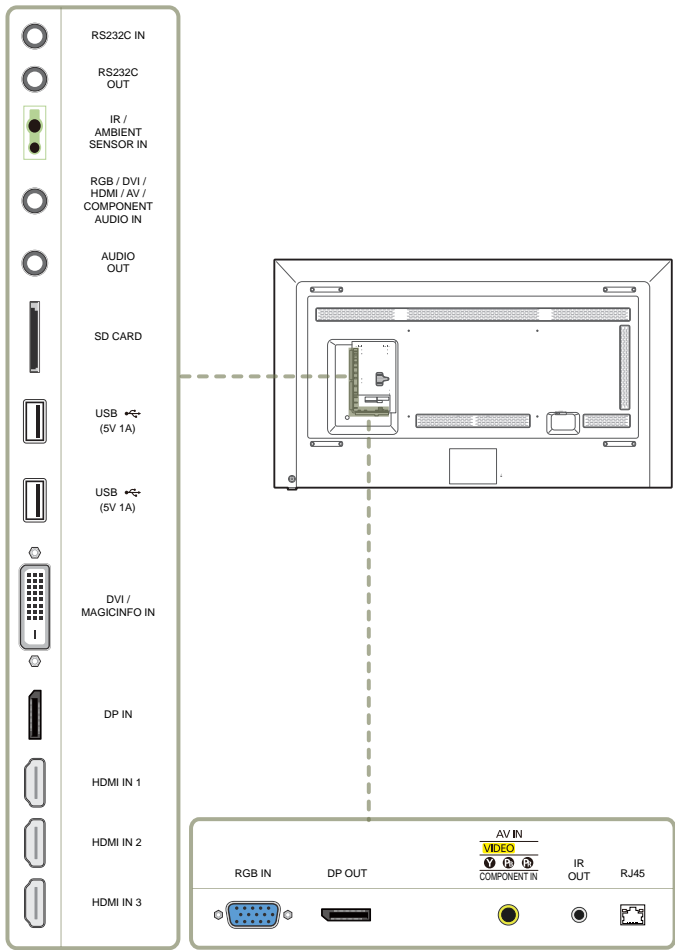 RS232C IN
RS232C
OUT
IR /
AMBIENT
SENSOR IN
RGB / DVI /
HDMI / AV /
COMPONENT
AUDIO IN
AUDIO
OUT
SD CARD
USB
(5V 1A)
USB
(5V 1A)
DVI /
MAGICINFO IN
DP IN
HDMI IN 1
HDMI IN 2
HDMI IN 3
RGB IN
DP OUT
AV IN
VIDEO
Y PB PR
COMPONENT IN
IR
OUT
RJ45